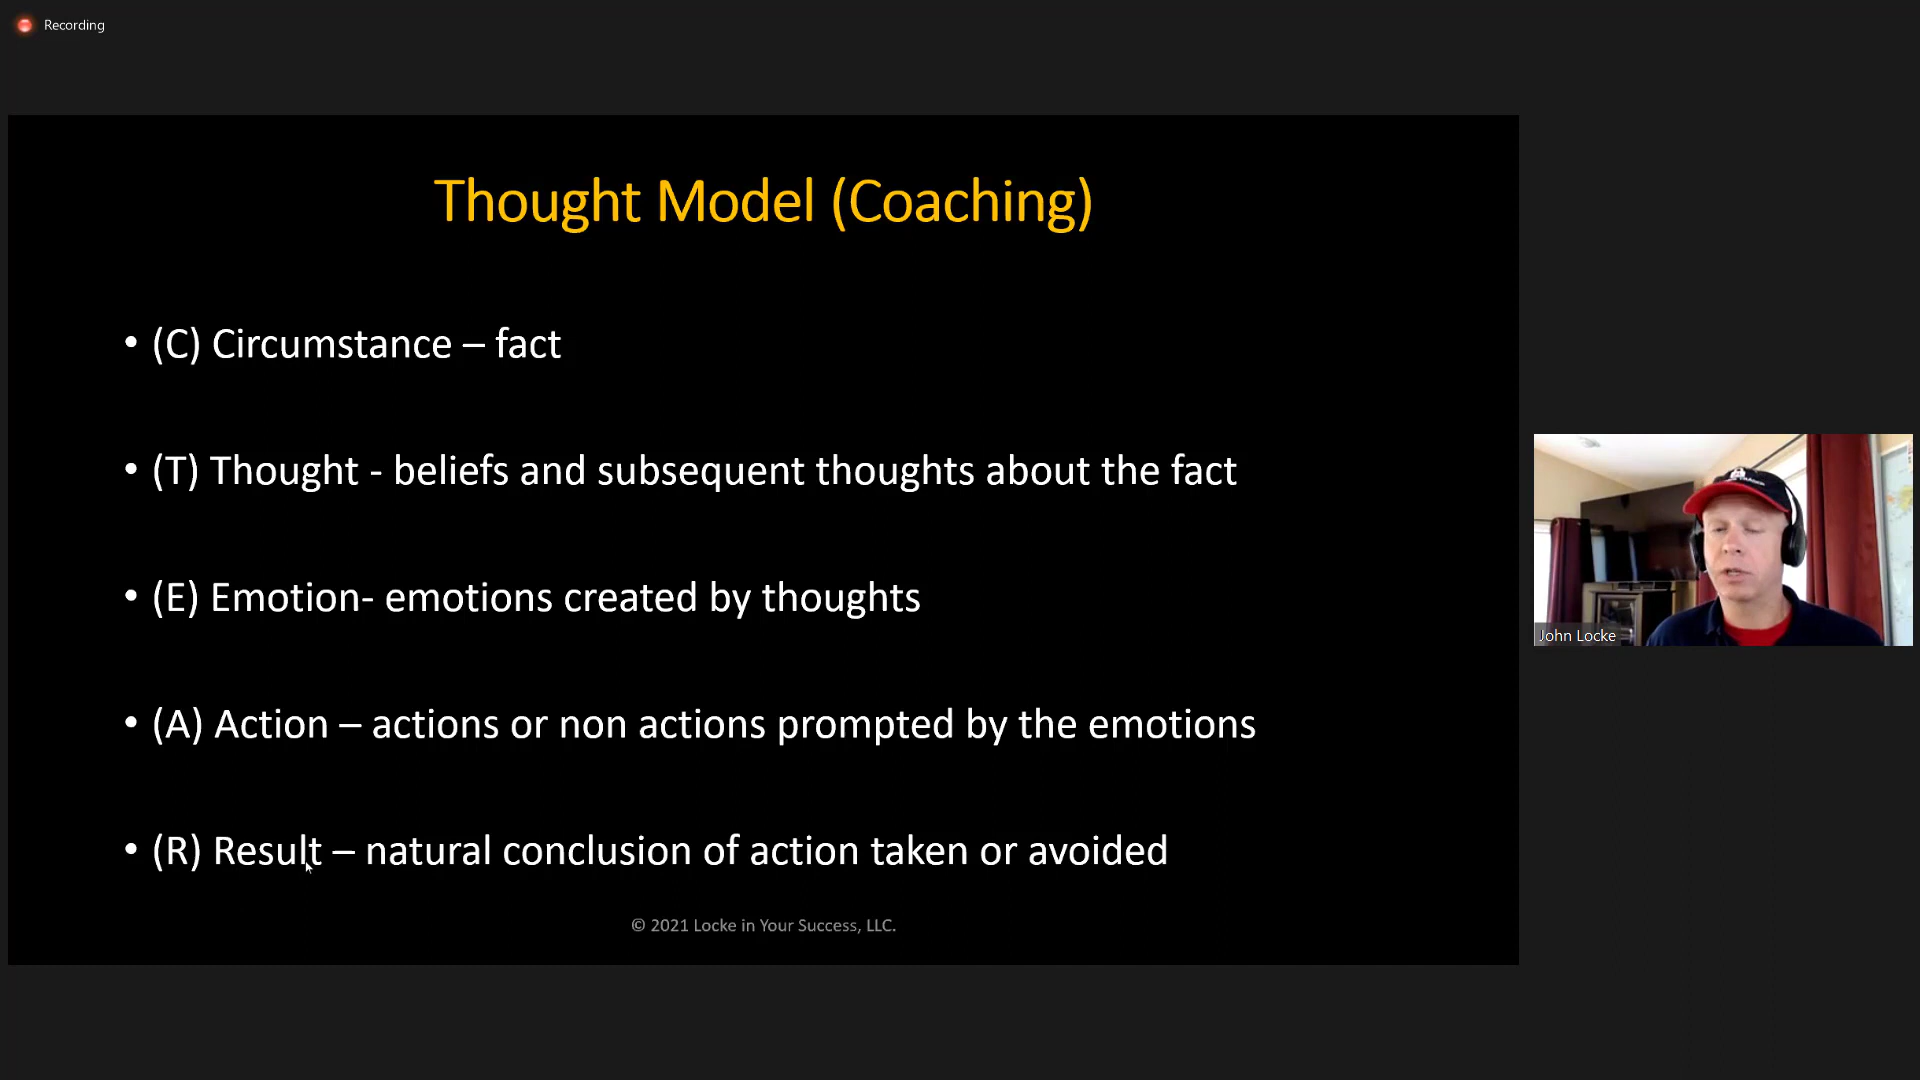 Recording
Thought Model (Coaching)
• (C) Circumstance – fact
• (T) Thought - beliefs and subsequent thoughts about the fact
• (E) Emotion- emotions created by thoughts
• (A) Action – actions or non actions prompted by the emotions
• (R) Result – natural conclusion of action taken or avoided
© 2021 Locke in Your Success, LLC.
John Locke